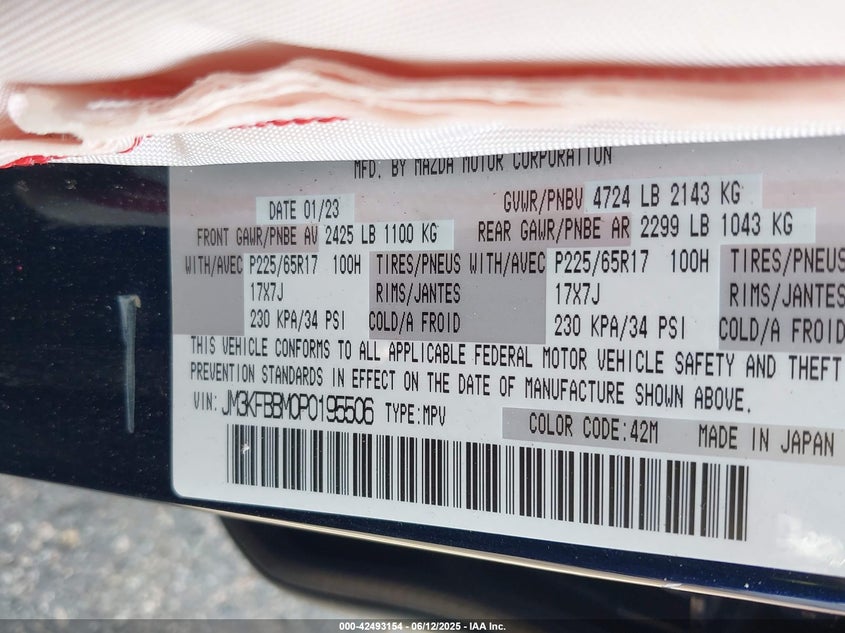 MFD. BY MAZDA MOTOR CORPORATION
DATE 01/23 GVWR/PNBV 4724 LB 2143 KG
FRONT GAWR/PNBE AV 2425 LB 1100 KG REAR GAWR/PNBE AR 2299 LB 1043 KG
WITH/AVEC P225/65R17 100H TIRES/PNEUS WITH/AVEC P225/65R17 100H TIRES/PNEUS
17X7J RIMS/JANTES 17X7J RIMS/JANTES
230 KPA/34 PSI COLD/A FROID 230 KPA/34 PSI COLD/A FROID
THIS VEHICLE CONFORMS TO ALL APPLICABLE FEDERAL MOTOR VEHICLE SAFETY AND THEFT
PREVENTION STANDARDS IN EFFECT ON THE DATE OF MANUFACTURE SHOWN ABOVE.
VIN: JM3KFBBM0P0195506 TYPE:MPV
COLOR CODE:42M MADE IN JAPAN
000-42493154 - 06/12/2025 - IAA Inc.